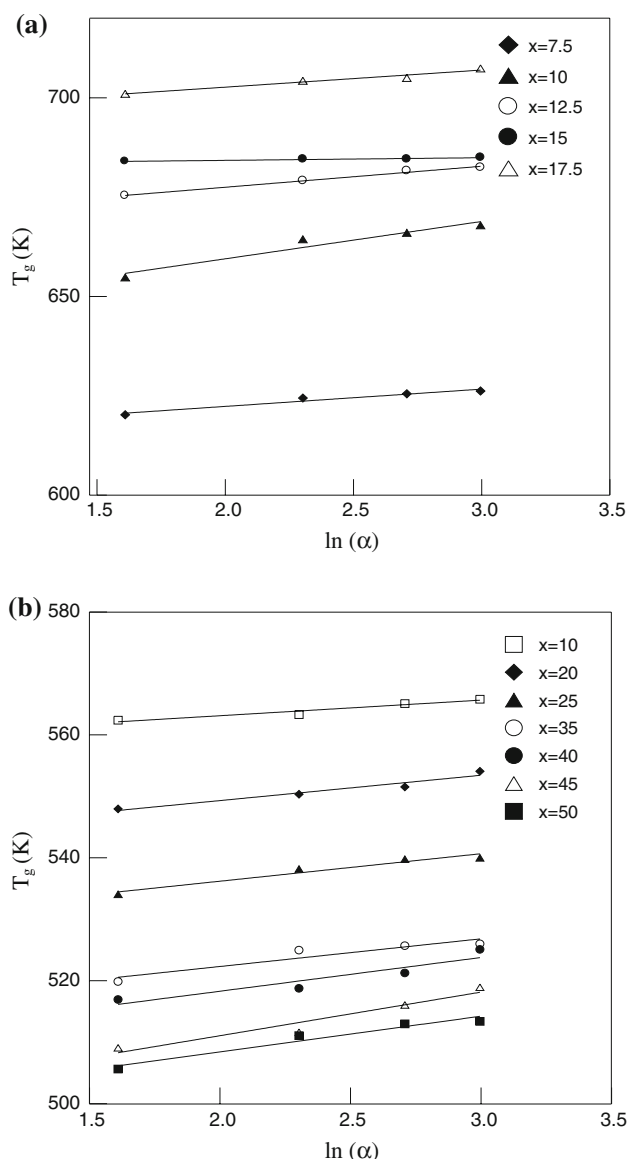 (a)
x=7.5
x=10
x=12.5
x=15
x=17.5
700
650
600
T_g (K)
1.5 2.0 2.5 3.0 3.5
ln (α)
(b)
580
560
540
520
500
x=10
x=20
x=25
x=35
x=40
x=45
x=50
T_g (K)
1.5 2.0 2.5 3.0 3.5
ln (α)